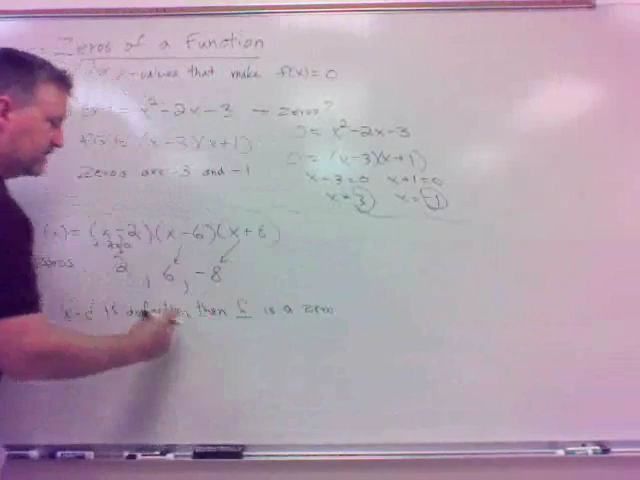 Zeros of a Function
x-values that make f(x)=0
= x²-2x-3 → zeros?
= (x-3)(x+1)
Zeros are 3 and -1
0= x²-2x-3
0= (x-3)(x+1)
x-3=0 x+1=0
x=3 x=-1
(x)= (x-2)(x-6)(x+8)
2, 6, -8
x-c is a factor, then c is a zero